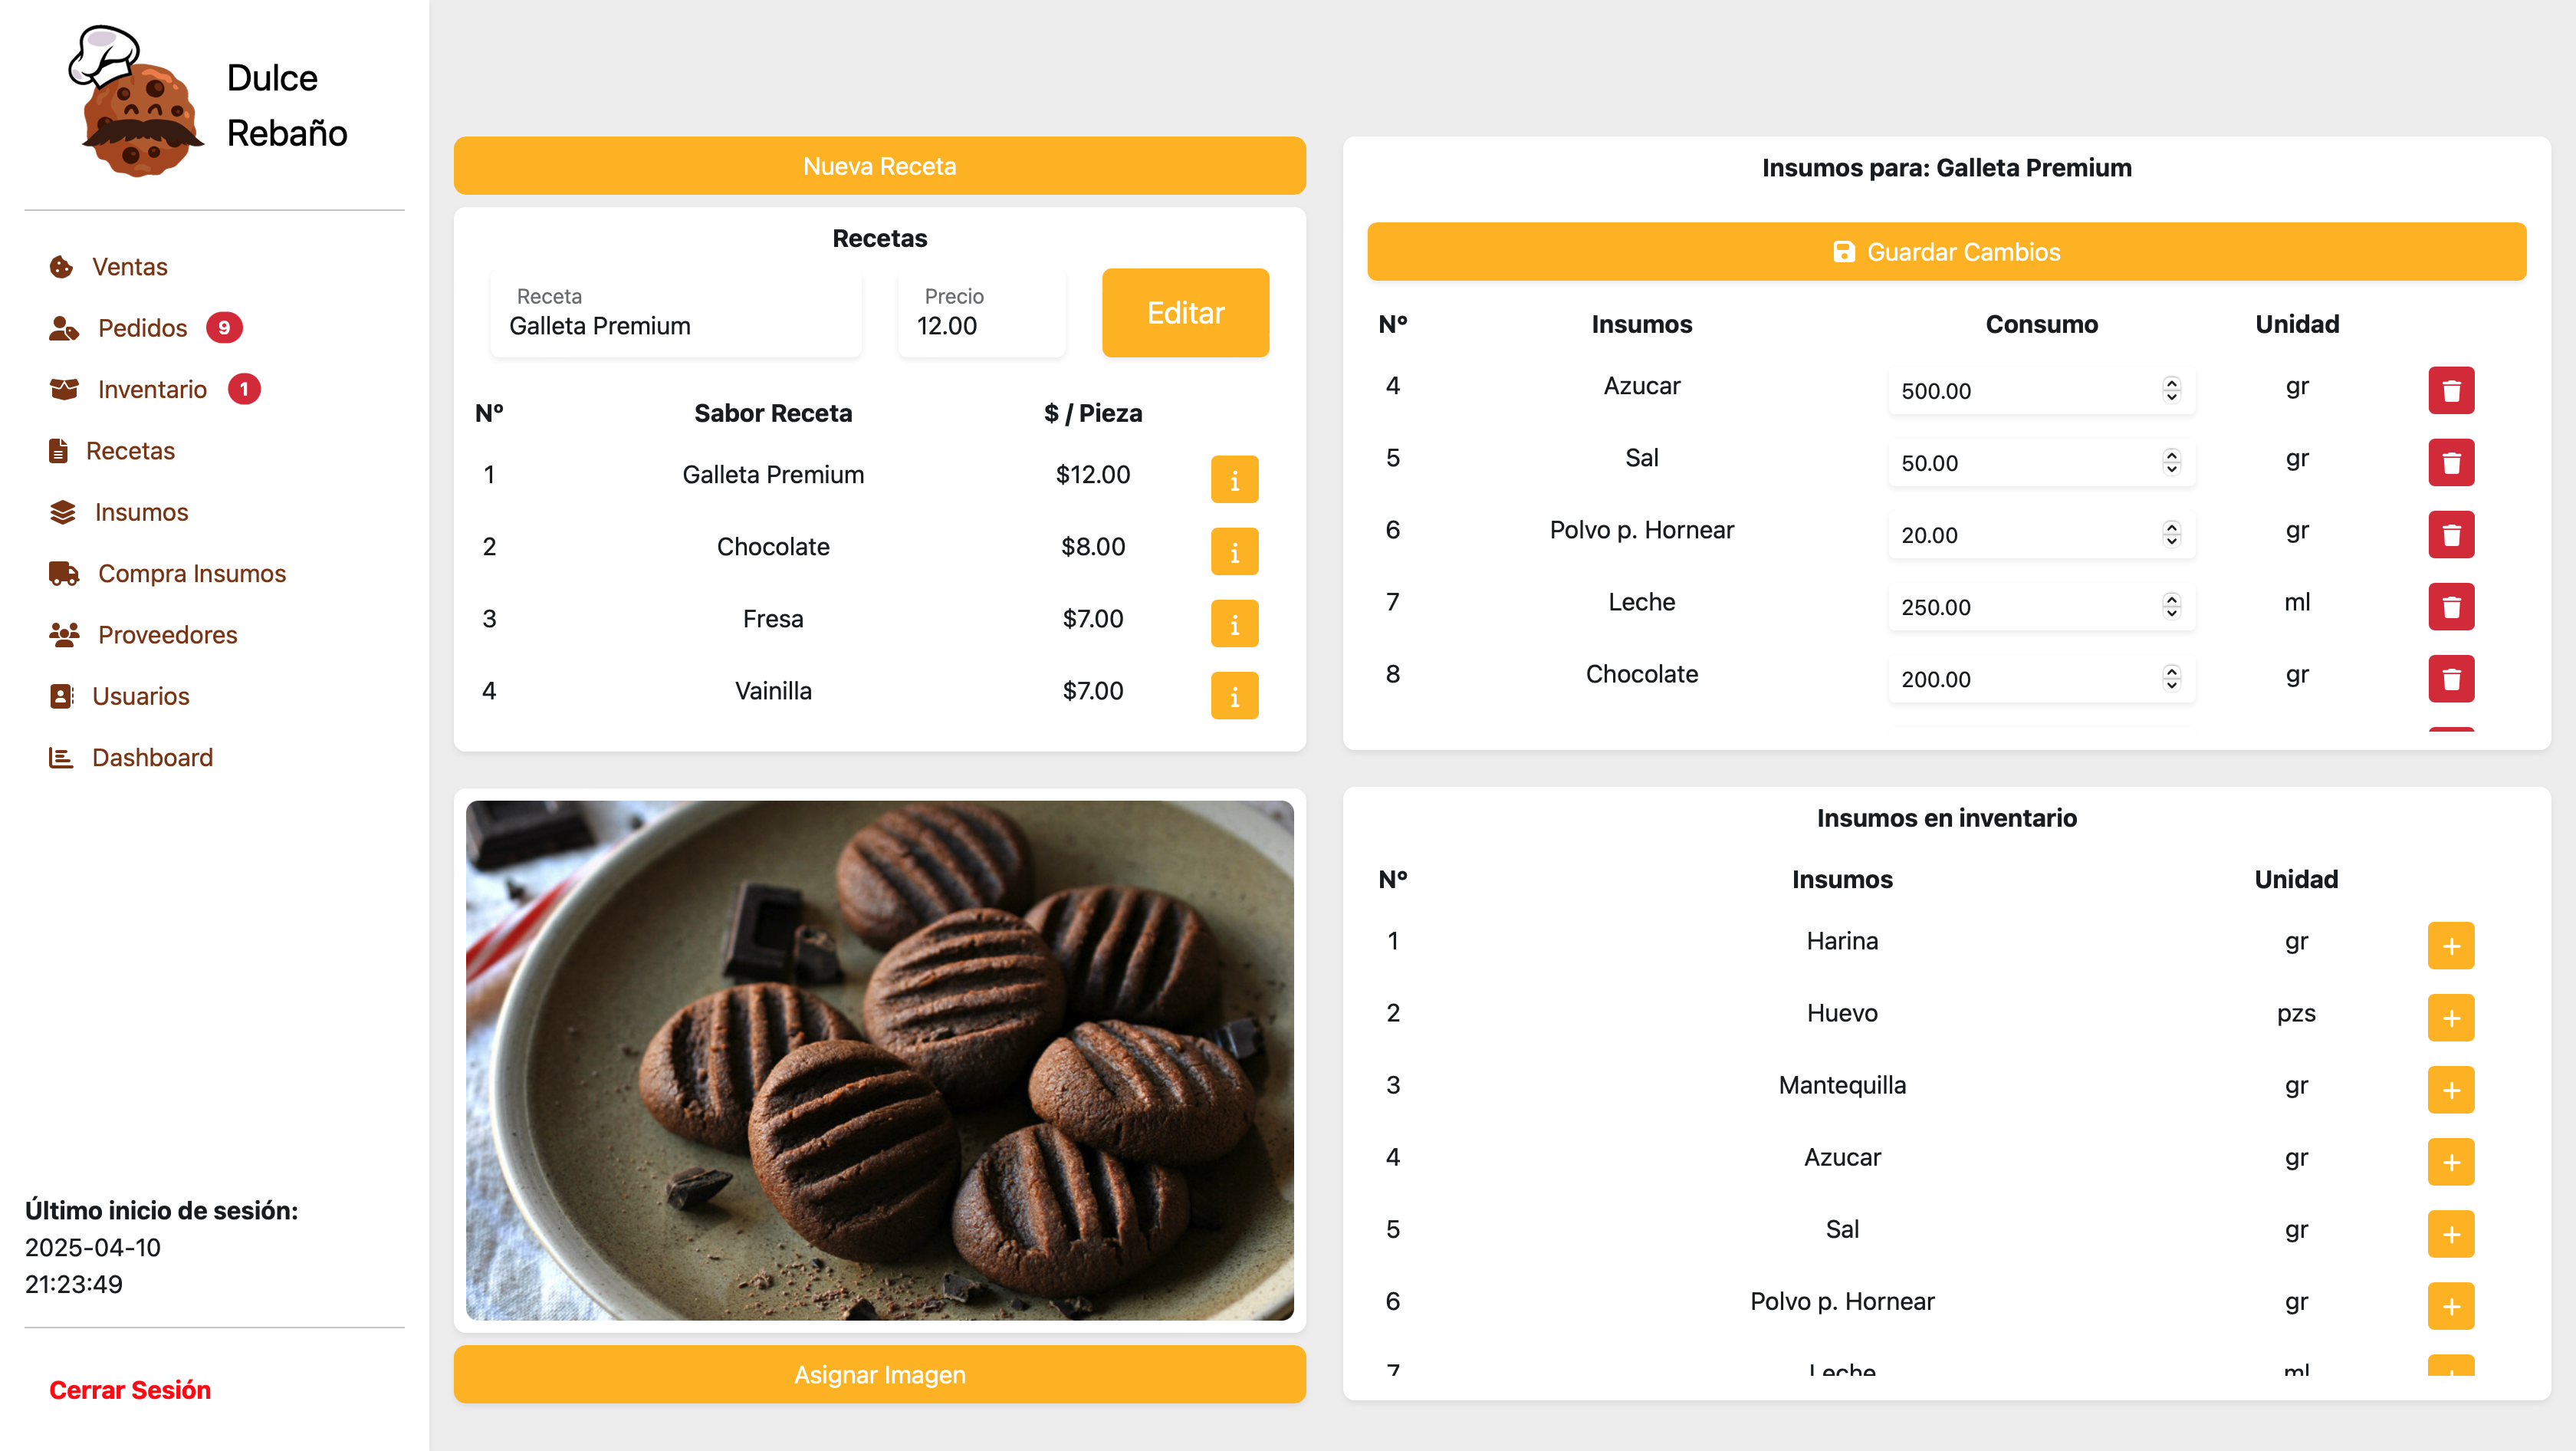 Dulce
Rebaño
Ventas
Pedidos 9
Inventario 1
Recetas
Insumos
Compra Insumos
Proveedores
Usuarios
Dashboard
Último inicio de sesión:
2025-04-10
21:23:49
Cerrar Sesión
Nueva Receta
Recetas
Receta
Galleta Premium
Precio
12.00
Editar
Nº Sabor Receta $ / Pieza
1 Galleta Premium $12.00 i
2 Chocolate $8.00 i
3 Fresa $7.00 i
4 Vainilla $7.00 i
Asignar Imagen
Insumos para: Galleta Premium
Guardar Cambios
Nº Insumos Consumo Unidad
4 Azucar 500.00 gr
5 Sal 50.00 gr
6 Polvo p. Hornear 20.00 gr
7 Leche 250.00 ml
8 Chocolate 200.00 gr
Insumos en inventario
Nº Insumos Unidad
1 Harina gr +
2 Huevo pzs +
3 Mantequilla gr +
4 Azucar gr +
5 Sal gr +
6 Polvo p. Hornear gr +
7 Leche ml +